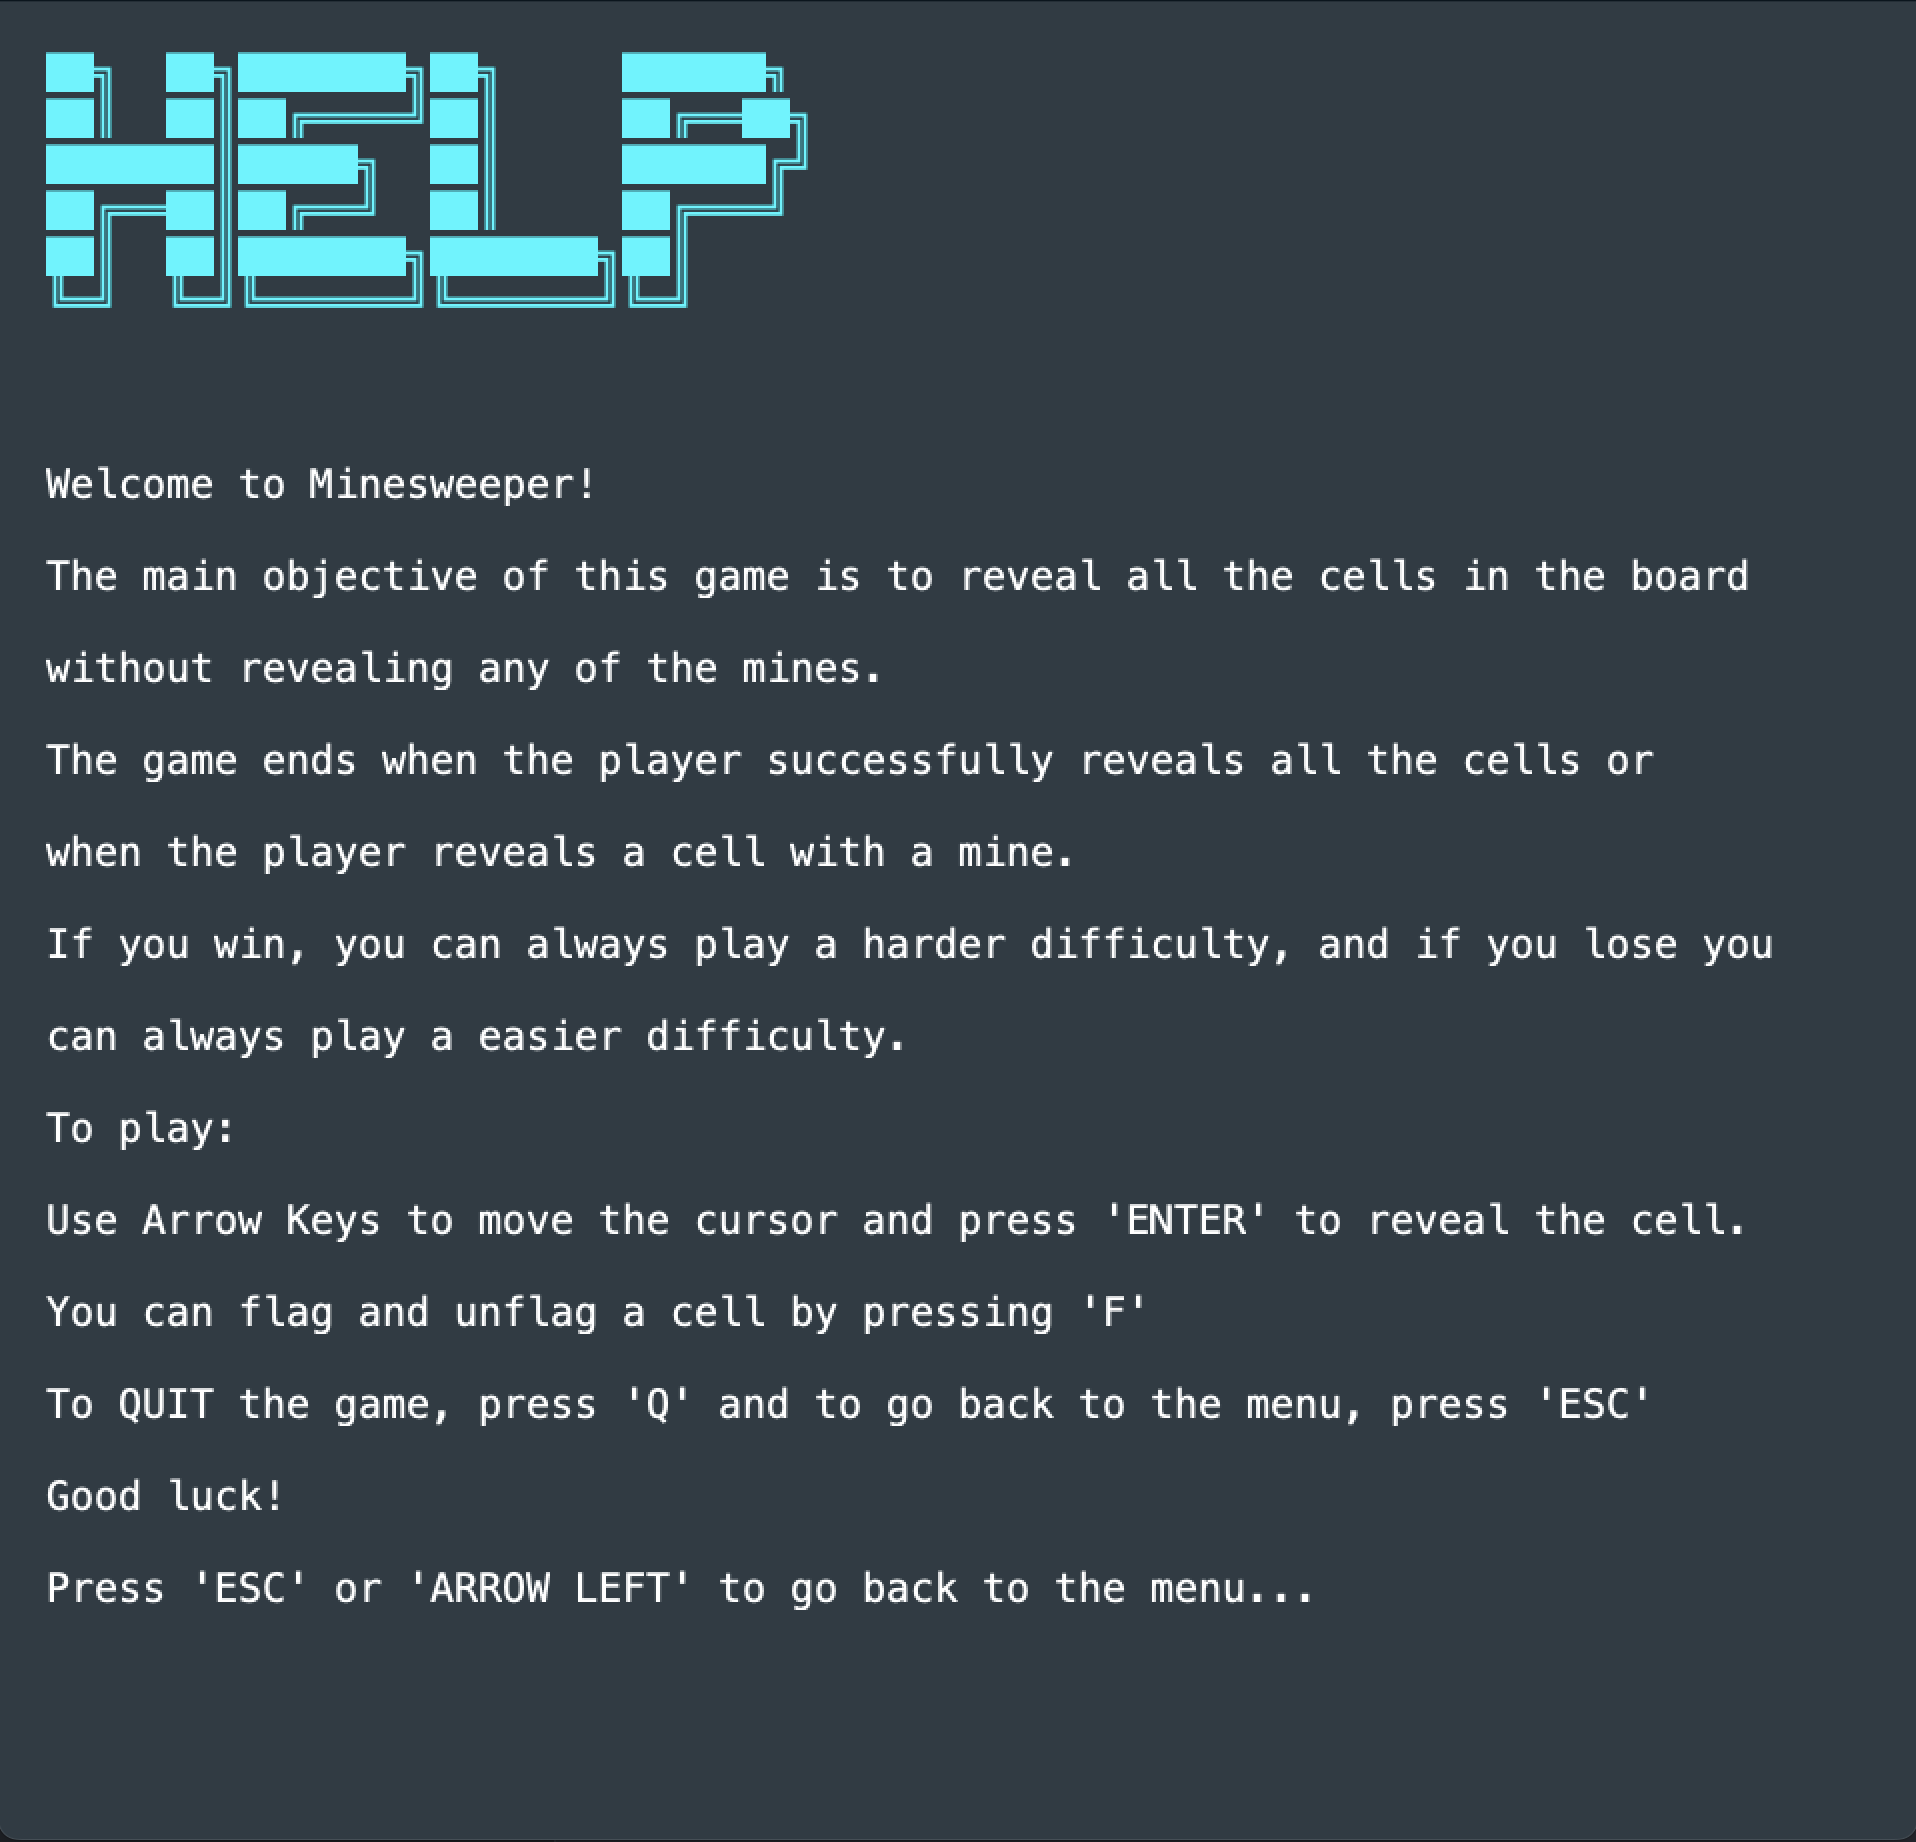 HELP
Welcome to Minesweeper!
The main objective of this game is to reveal all the cells in the board
without revealing any of the mines.
The game ends when the player successfully reveals all the cells or
when the player reveals a cell with a mine.
If you win, you can always play a harder difficulty, and if you lose you
can always play a easier difficulty.
To play:
Use Arrow Keys to move the cursor and press 'ENTER' to reveal the cell.
You can flag and unflag a cell by pressing 'F'
To QUIT the game, press 'Q' and to go back to the menu, press 'ESC'
Good luck!
Press 'ESC' or 'ARROW LEFT' to go back to the menu...